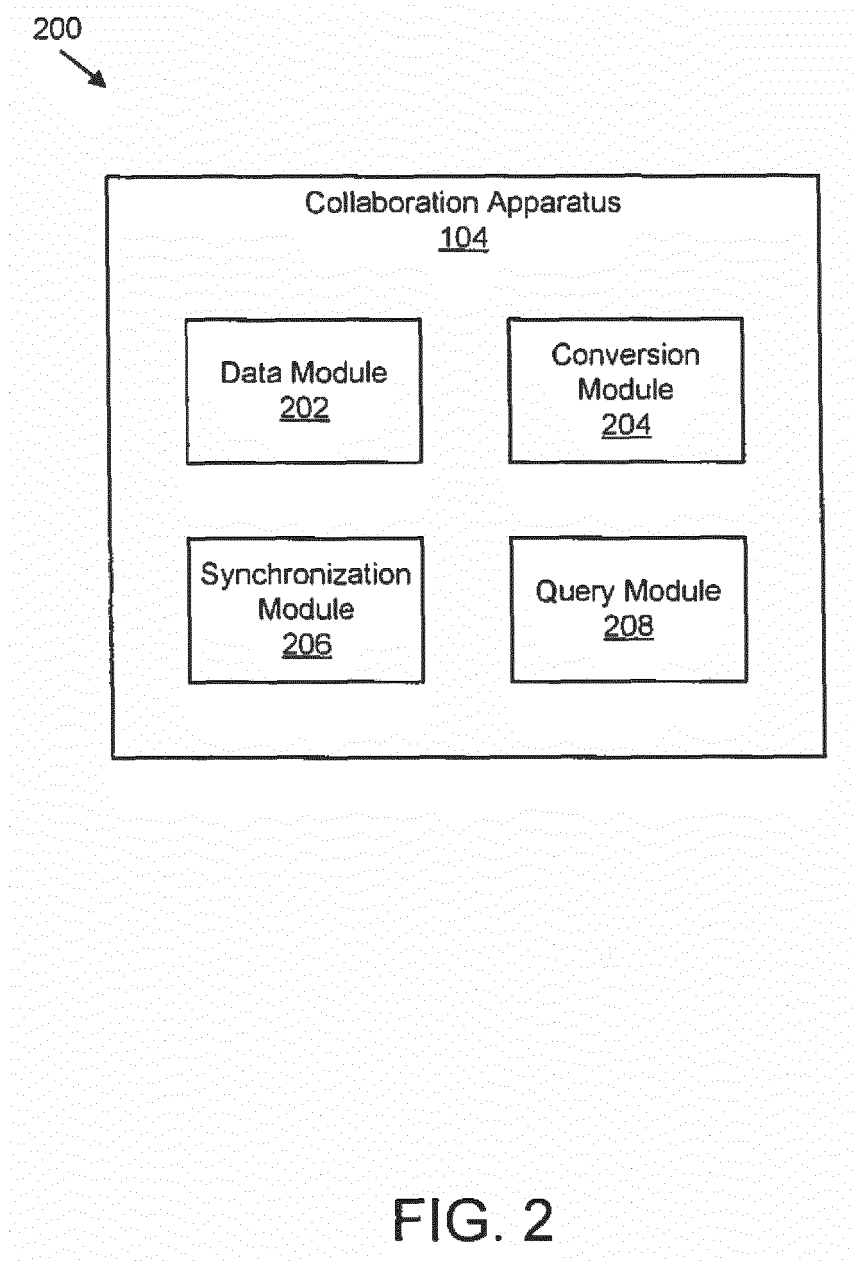 200
Collaboration Apparatus
104
Data Module
202
Conversion
Module
204
Synchronization
Module
206
Query Module
208
FIG. 2